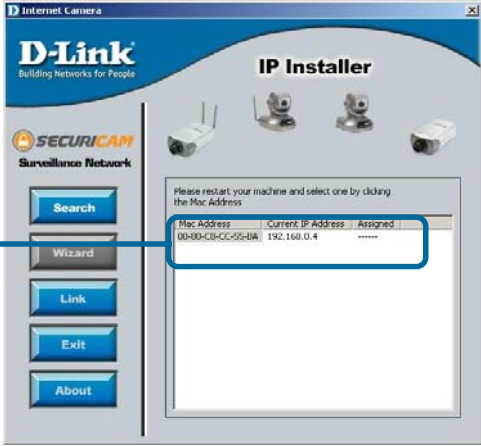 Internet Camera
D-Link
Building Networks for People
IP Installer
SECURICAM
Surveillance Network
Please restart your machine and select one by clicking
the Mac Address
Mac Address Current IP Address Assigned
00-80-C8-CC-55-BA 192.168.0.4 ------
Search
Wizard
Link
Exit
About